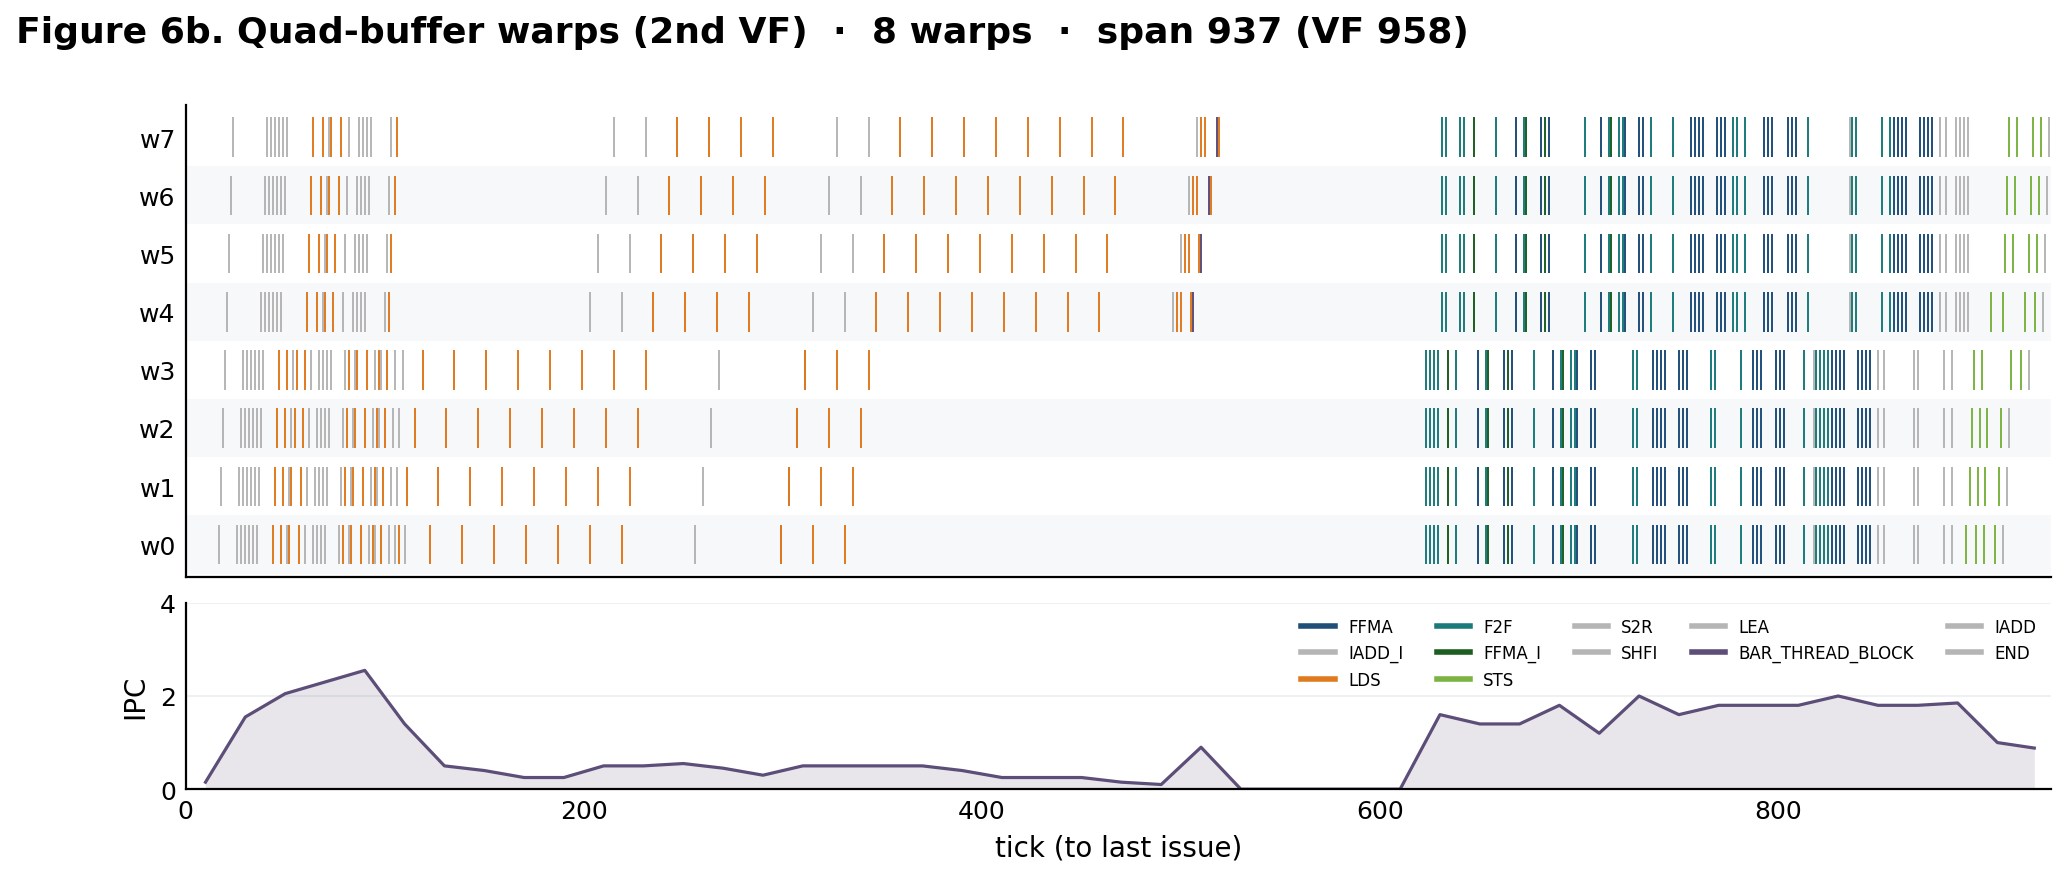 Figure 6b. Quad-buffer warps (2nd VF)  ·  8 warps  ·  span 937 (VF 958)
w7
w6
w5
w4
w3
w2
w1
w0
4
2
0
IPC
FFMA F2F S2R LEA IADD
IADD_I FFMA_I SHFI BAR_THREAD_BLOCK END
LDS STS
0 200 400 600 800
tick (to last issue)